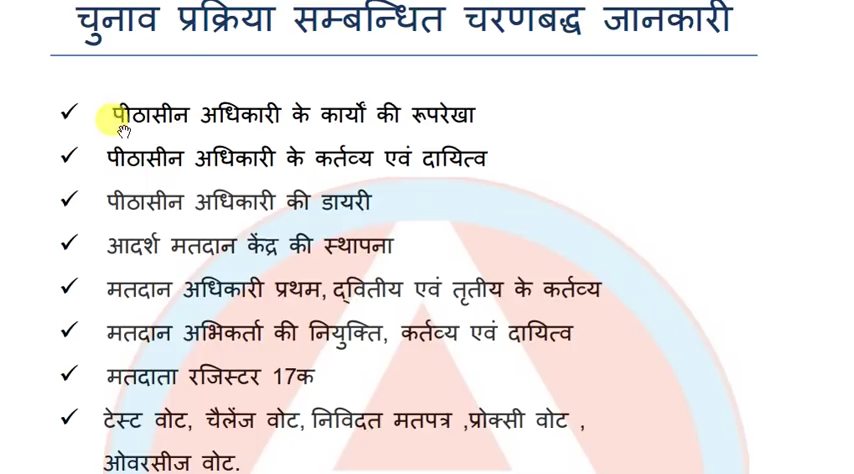 चुनाव प्रक्रिया सम्बन्धित चरणबद्ध जानकारी
✓ पीठासीन अधिकारी के कार्यों की रूपरेखा
✓ पीठासीन अधिकारी के कर्तव्य एवं दायित्व
✓ पीठासीन अधिकारी की डायरी
✓ आदर्श मतदान केंद्र की स्थापना
✓ मतदान अधिकारी प्रथम, द्वितीय एवं तृतीय के कर्तव्य
✓ मतदान अभिकर्ता की नियुक्ति, कर्तव्य एवं दायित्व
✓ मतदाता रजिस्टर 17क
✓ टेस्ट वोट, चैलेंज वोट, निविदत मतपत्र ,प्रोक्सी वोट ,
ओवरसीज वोट.